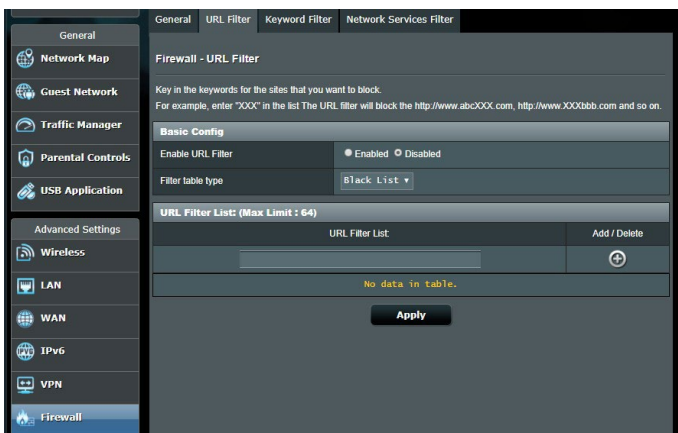 General
Network Map
Guest Network
Traffic Manager
Parental Controls
USB Application
Advanced Settings
Wireless
LAN
WAN
IPv6
VPN
Firewall
General URL Filter Keyword Filter Network Services Filter
Firewall - URL Filter
Key in the keywords for the sites that you want to block.
For example, enter "XXX" in the list The URL filter will block the http://www.abcXXX.com, http://www.XXXbbb.com and so on.
Basic Config
Enable URL Filter Enabled Disabled
Filter table type Black List
URL Filter List: (Max Limit : 64)
URL Filter List: Add / Delete
No data in table.
Apply